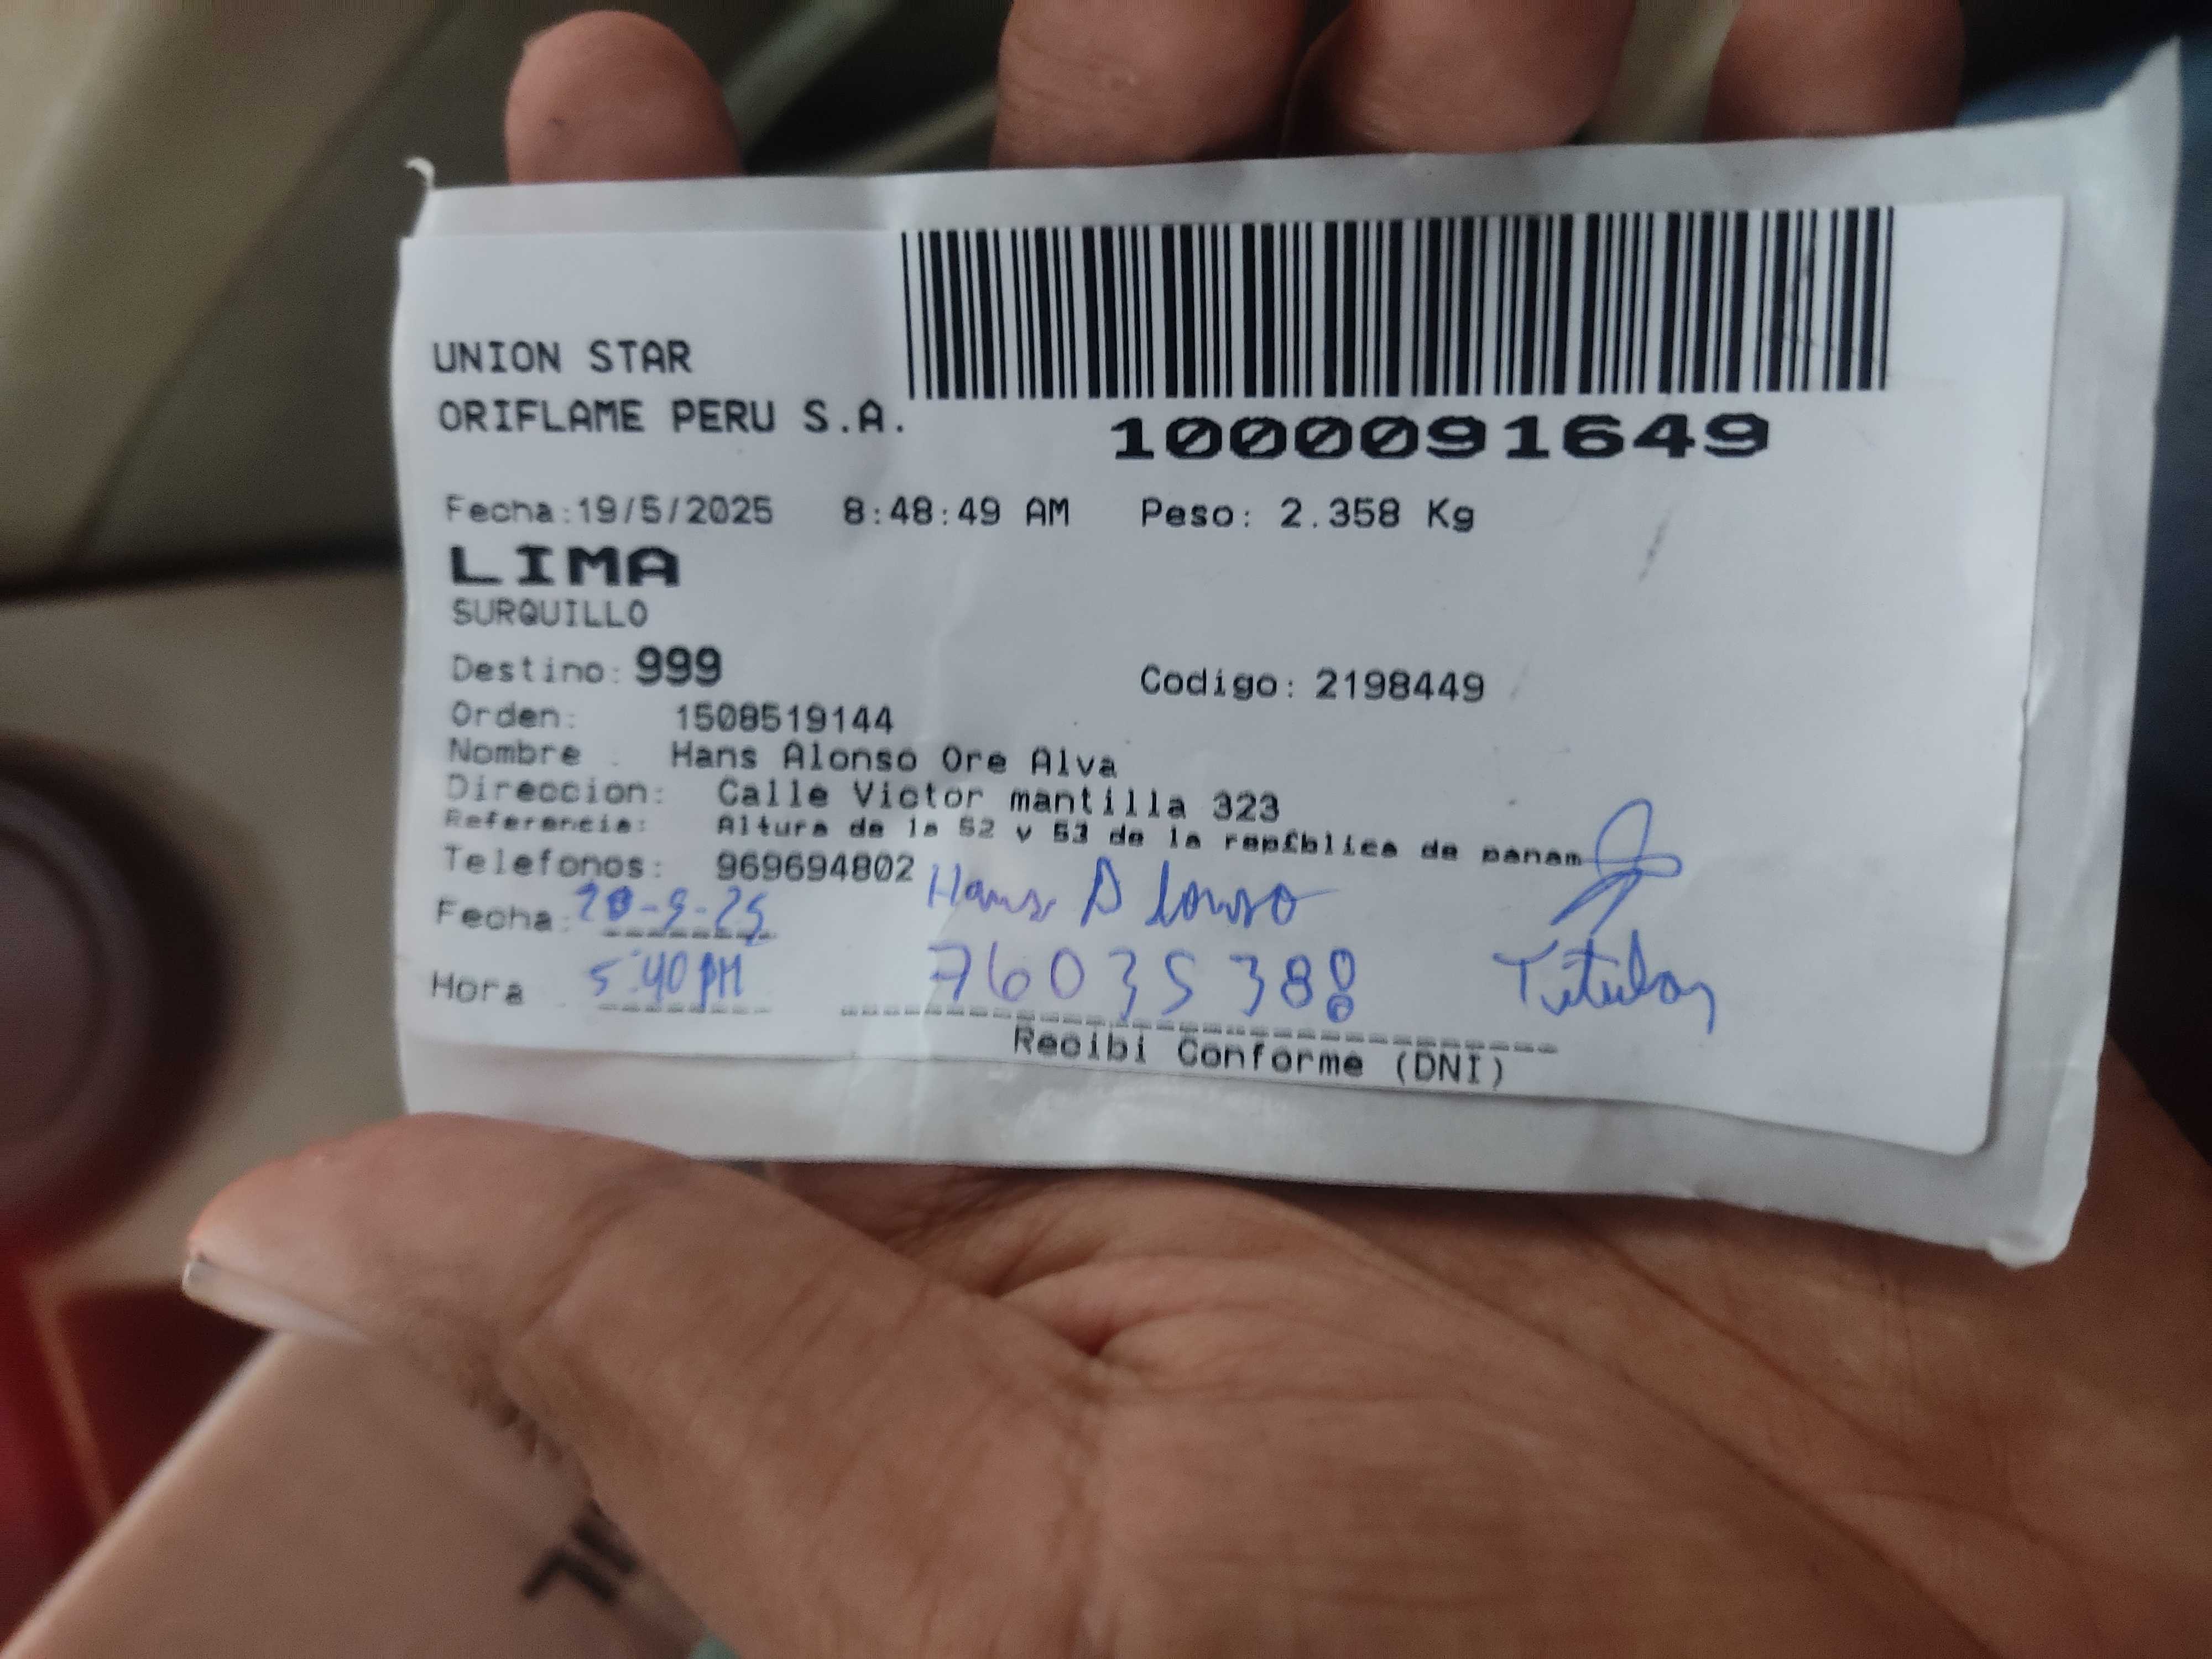 UNION STAR
ORIFLAME PERU S.A.
1000091649
Fecha:19/5/2025 8:48:49 AM Peso: 2.358 Kg
LIMA
SURQUILLO
Destino: 999 Codigo: 2198449
Orden: 1508519144
Nombre : Hans Alonso Ore Alva
Direccion: Calle Victor mantilla 323
Referencia: Altura de la 52 y 53 de la rep£blica de panam
Telefonos: 969694802 Hans Alonso
Fecha: 20-5-25
Hora 5:40 PM 76035388 Titular
Recibi Conforme (DNI)